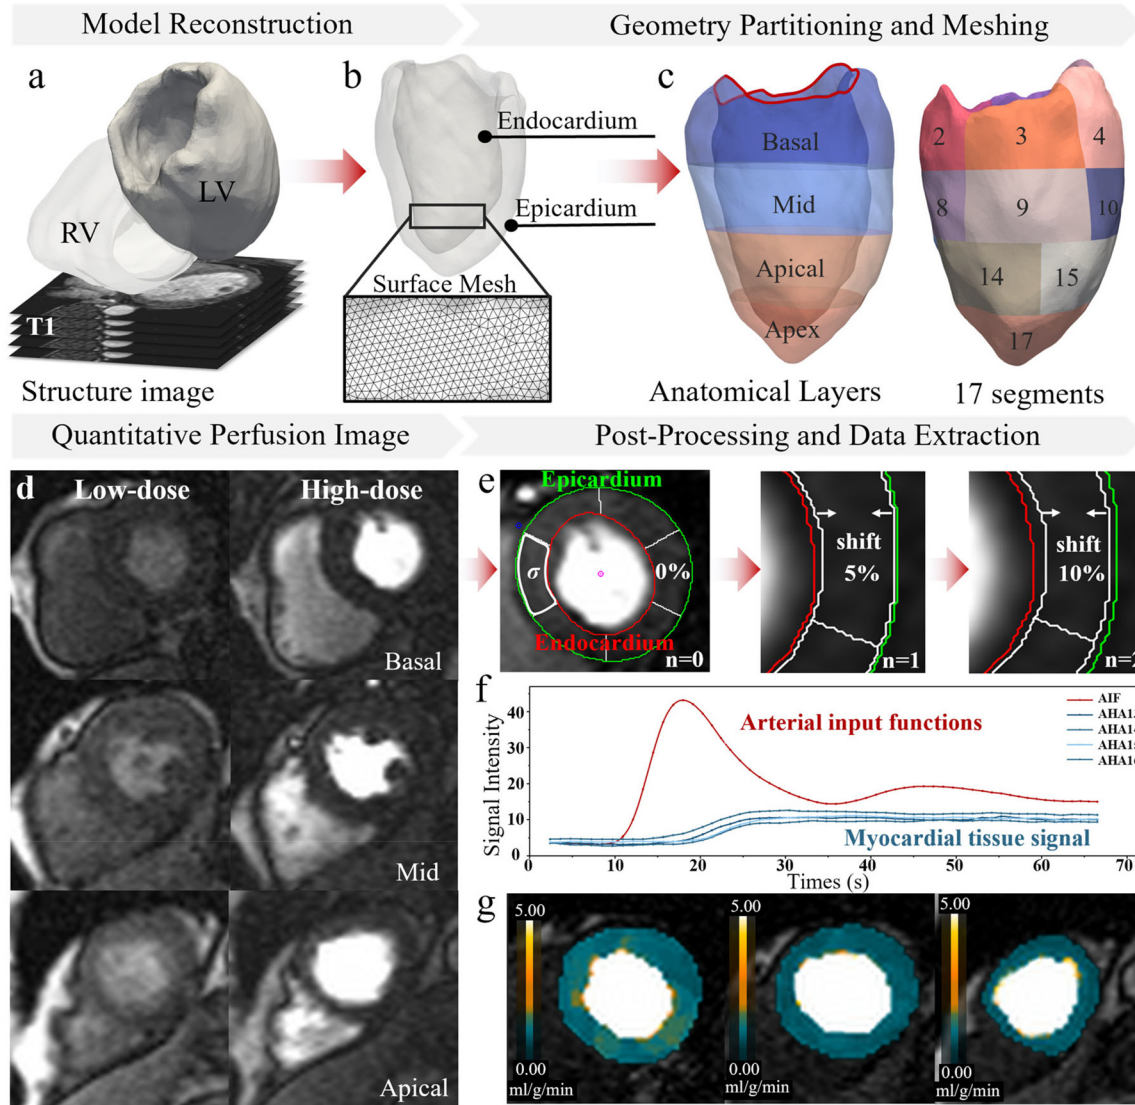 Model Reconstruction
Geometry Partitioning and Meshing
a
LV
RV
T1
Structure image
b
Endocardium
Epicardium
Surface Mesh
c
Basal
Mid
Apical
Apex
Anatomical Layers
2 3 4
8 9 10
14 15
17
17 segments
Quantitative Perfusion Image
Post-Processing and Data Extraction
d
Low-dose
High-dose
Basal
Mid
Apical
e
Epicardium
σ
0%
Endocardium
n=0
shift
5%
n=1
shift
10%
f
Signal Intensity
40
30
20
10
0
0 10 20 30 40 50 60 70
Times (s)
Arterial input functions
Myocardial tissue signal
AIF
g
5.00
0.00
ml/g/min
5.00
0.00
ml/g/min
5.00
0.00
ml/g/min